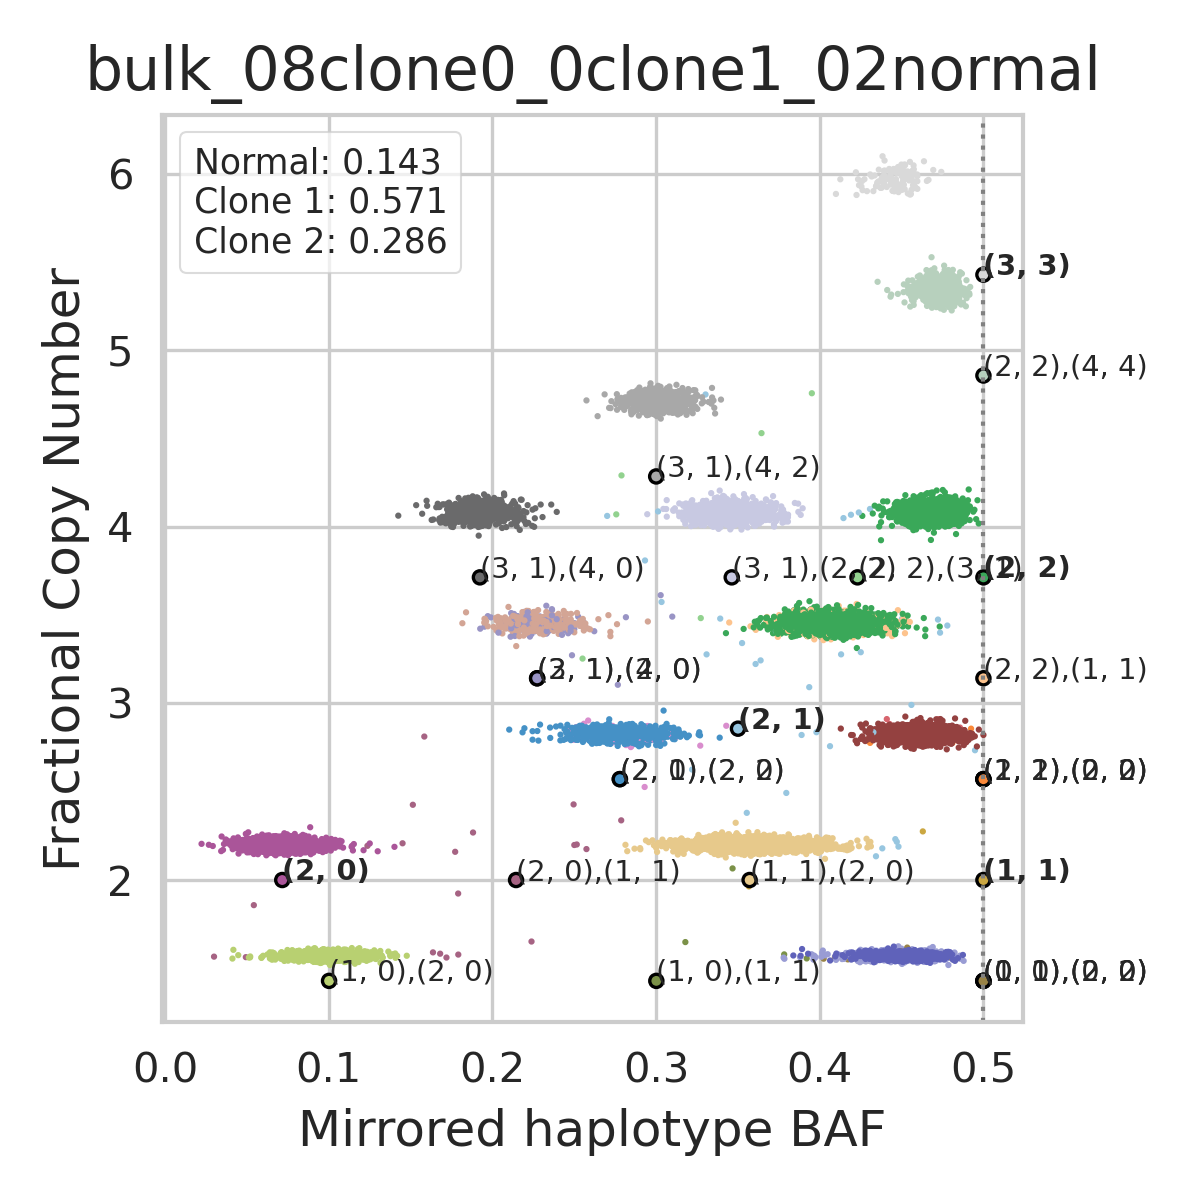 bulk_08clone0_0clone1_02normal
Normal: 0.143
Clone 1: 0.571
Clone 2: 0.286
6
5
4
3
2
Fractional Copy Number
(3, 3)
(2, 2),(4, 4)
(3, 1),(4, 2)
(3, 1),(4, 0)
(2, 2)
(2, 2),(1, 1)
(2, 1)
(2, 0)
(2, 0),(1, 1)
(1, 1),(2, 0)
(1, 1)
(1, 0),(2, 0)
(1, 0),(1, 1)
0.0 0.1 0.2 0.3 0.4 0.5
Mirrored haplotype BAF